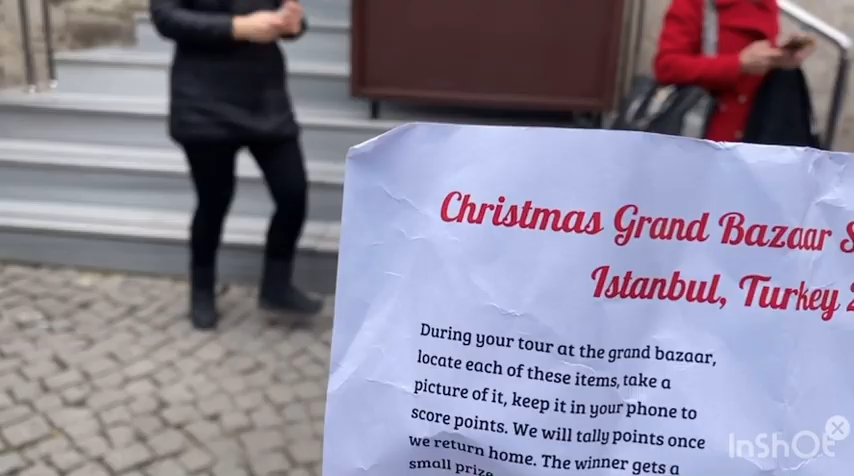 Christmas Grand Bazaar S
Istanbul, Turkey 2
During your tour at the grand bazaar,
locate each of these items, take a
picture of it, keep it in your phone to
score points. We will tally points once
we return home. The winner gets a
small prize
InShOt